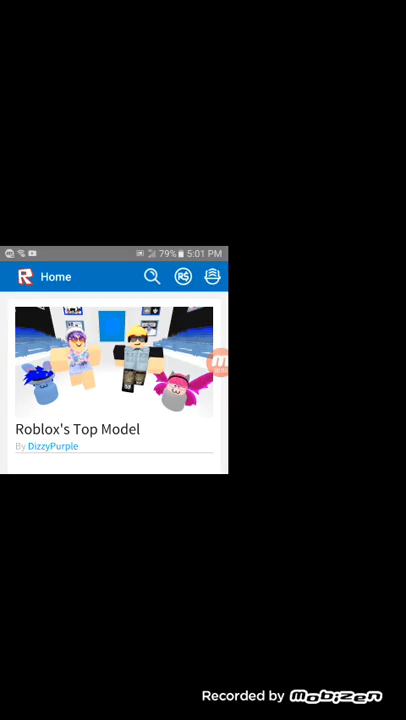 79% 5:01 PM
R Home R$
Roblox's Top Model
By DizzyPurple
Recorded by Mobizen